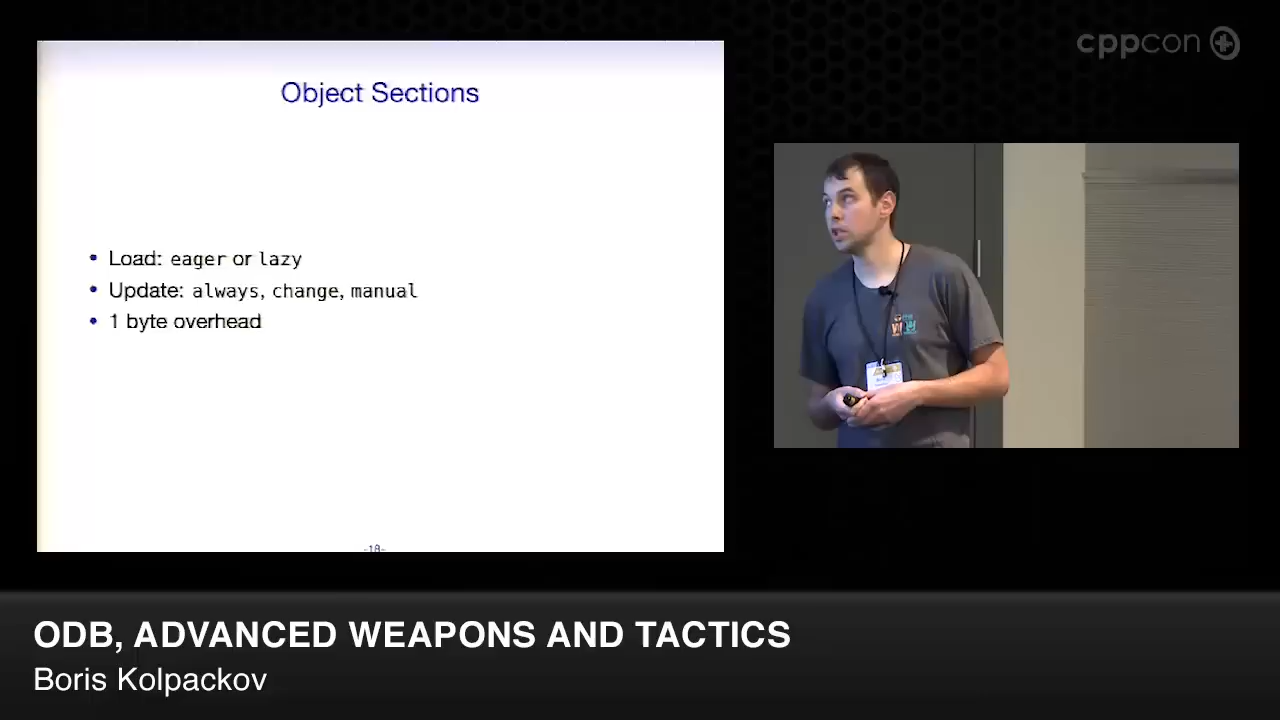 cppcon
Object Sections
• Load: eager or lazy
• Update: always, change, manual
• 1 byte overhead
-18-
ODB, ADVANCED WEAPONS AND TACTICS
Boris Kolpackov